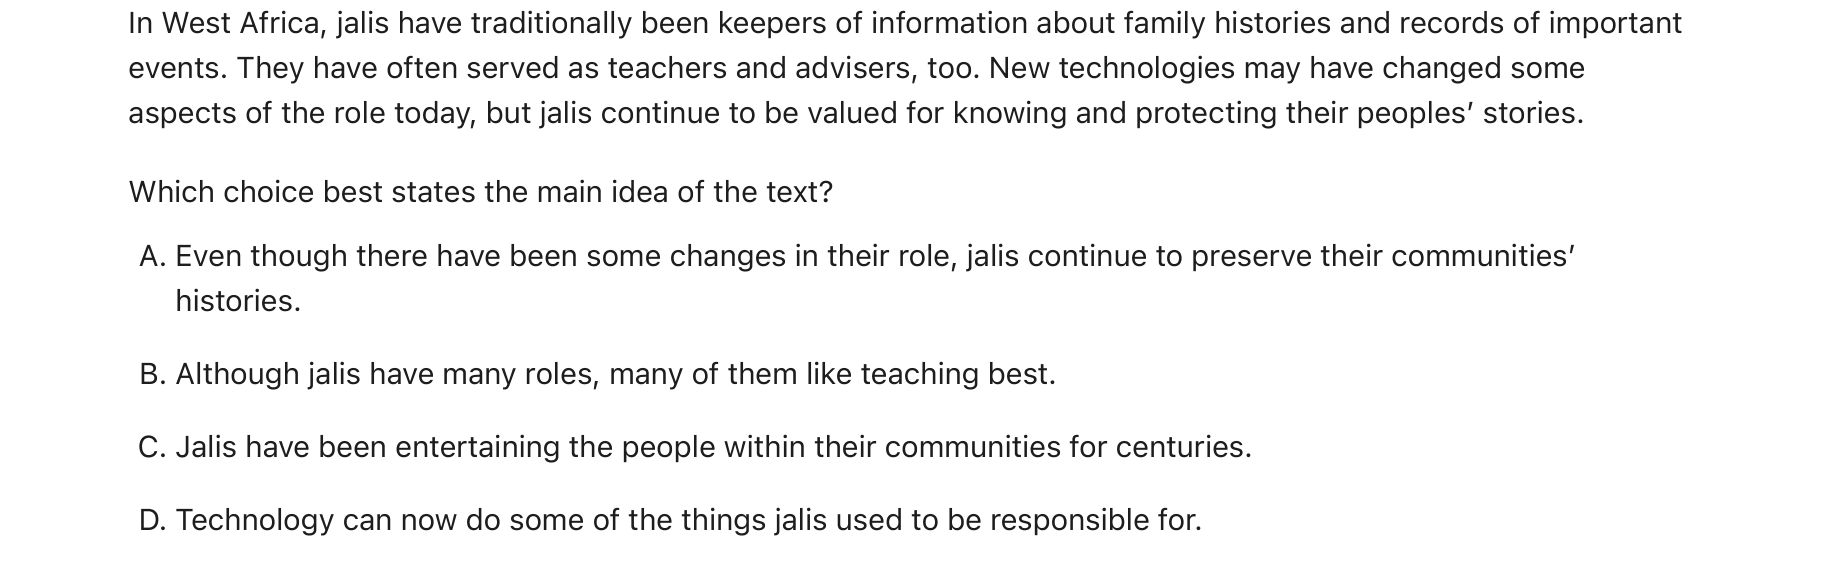 In West Africa, jalis have traditionally been keepers of information about family histories and records of important
events. They have often served as teachers and advisers, too. New technologies may have changed some
aspects of the role today, but jalis continue to be valued for knowing and protecting their peoples’ stories.
Which choice best states the main idea of the text?
A. Even though there have been some changes in their role, jalis continue to preserve their communities’
histories.
B. Although jalis have many roles, many of them like teaching best.
C. Jalis have been entertaining the people within their communities for centuries.
D. Technology can now do some of the things jalis used to be responsible for.